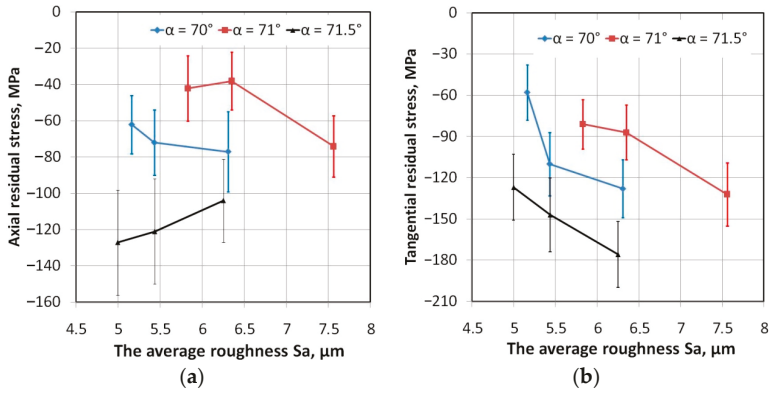 α = 70° α = 71° α = 71.5°
Axial residual stress, MPa
0
−20
−40
−60
−80
−100
−120
−140
−160
4.5 5 5.5 6 6.5 7 7.5 8
The average roughness Sa, μm
(a)
α = 70° α = 71° α = 71.5°
Tangential residual stress, MPa
0
−30
−60
−90
−120
−150
−180
−210
4.5 5 5.5 6 6.5 7 7.5 8
The average roughness Sa, μm
(b)